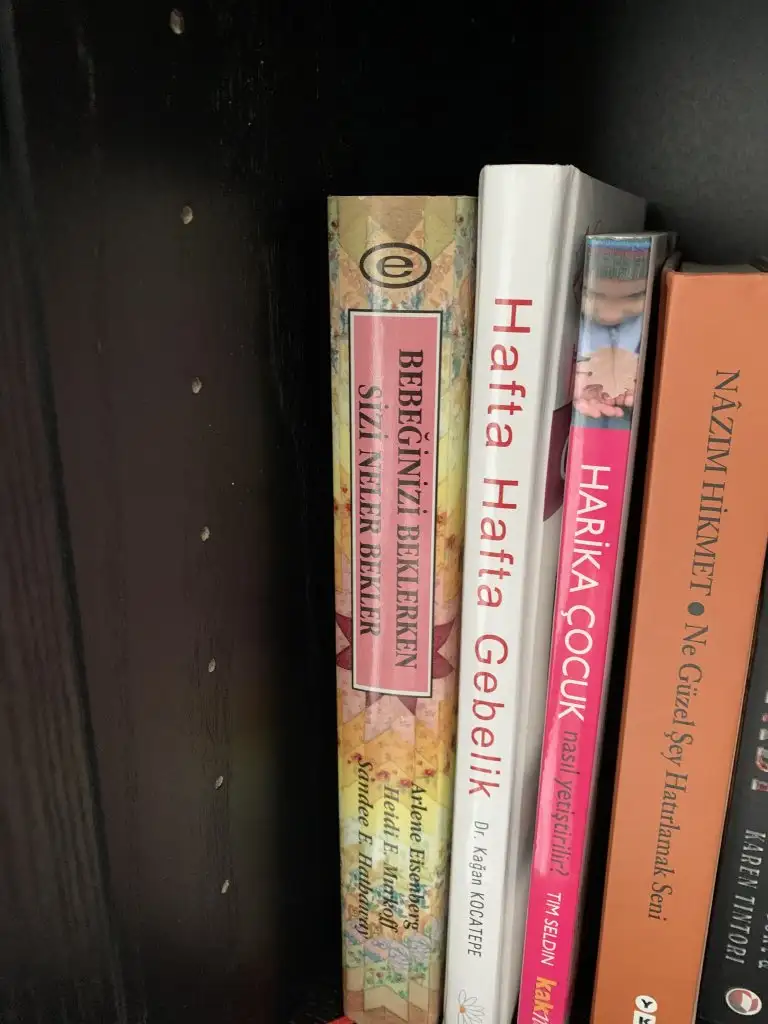 e
BEBEĞİNİZİ BEKLERKEN
SİZİ NELER BEKLER
Arlene Eisenberg
Heidi E. Murkoff
Sandee E. Hathaway
Hafta Hafta Gebelik
Dr. Kağan KOCATEPE
HARİKA ÇOCUK nasıl yetiştirilir?
TIM SELDIN
NÂZIM HİKMET • Ne Güzel Şey Hatırlamak Seni
KAREN TINTORI